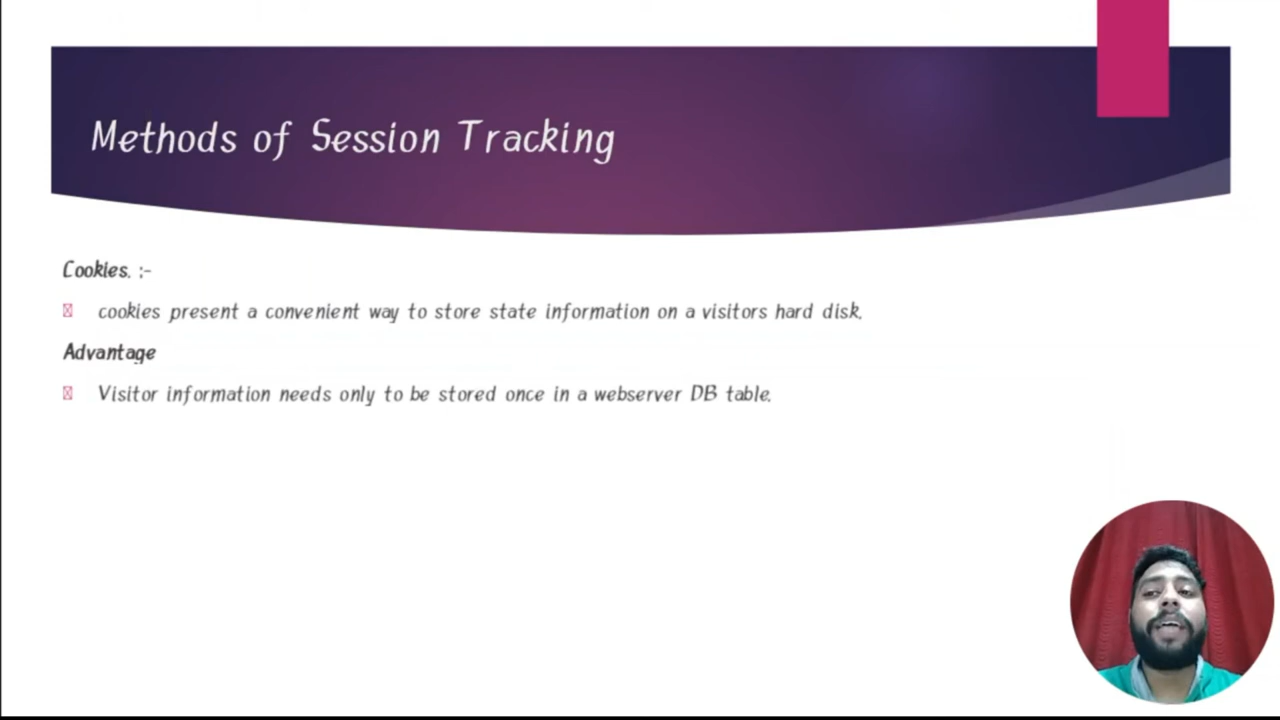 Methods of Session Tracking
Cookies. :-
cookies present a convenient way to store state information on a visitors hard disk.
Advantage
Visitor information needs only to be stored once in a webserver DB table.